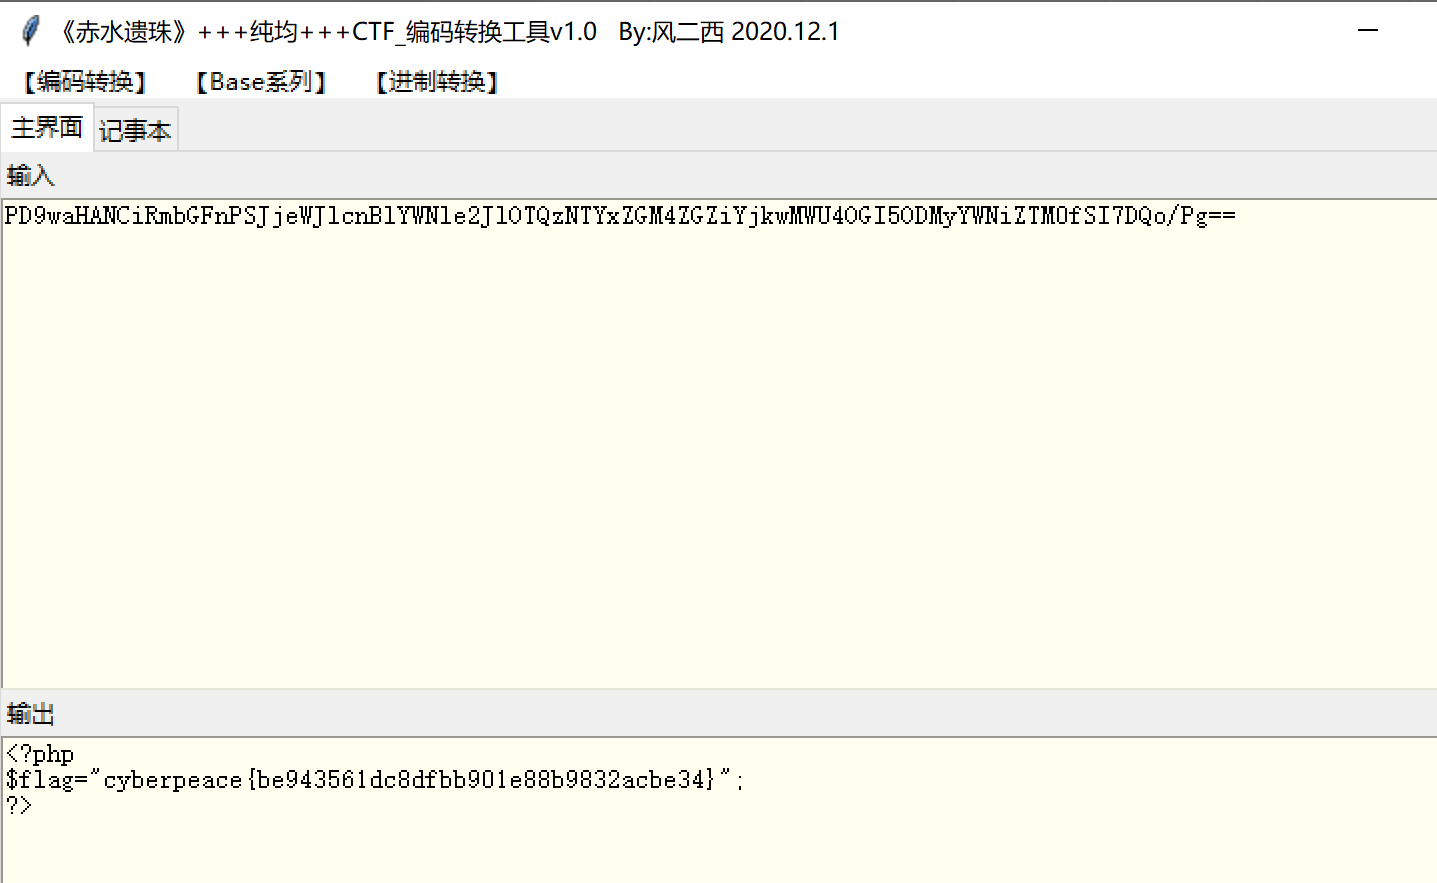 《赤水遗珠》+++纯均+++CTF_编码转换工具v1.0 By:风二西 2020.12.1
【编码转换】 【Base系列】 【进制转换】
主界面 记事本
输入
PD9waHANCiRmbGFnPSJjeWJlcnBlYWNle2JlOTQzNTYxZGM4ZGZiYjkwMWU4OGI5ODMyYWNiZTM0fSI7DQo/Pg==
输出
<?php
$flag="cyberpeace{be943561dc8dfbb901e88b9832acbe34}";
?>